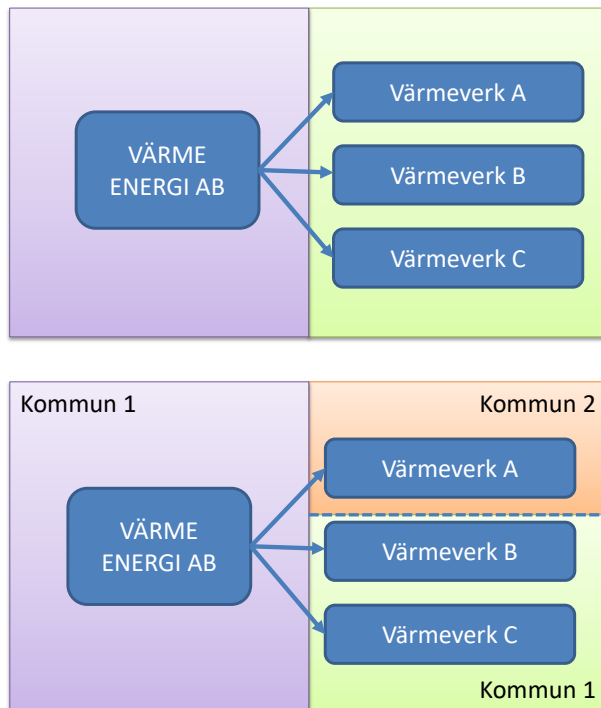 VÄRME
ENERGI AB
Värmeverk A
Värmeverk B
Värmeverk C
Kommun 1
Kommun 2
VÄRME
ENERGI AB
Värmeverk A
Värmeverk B
Värmeverk C
Kommun 1